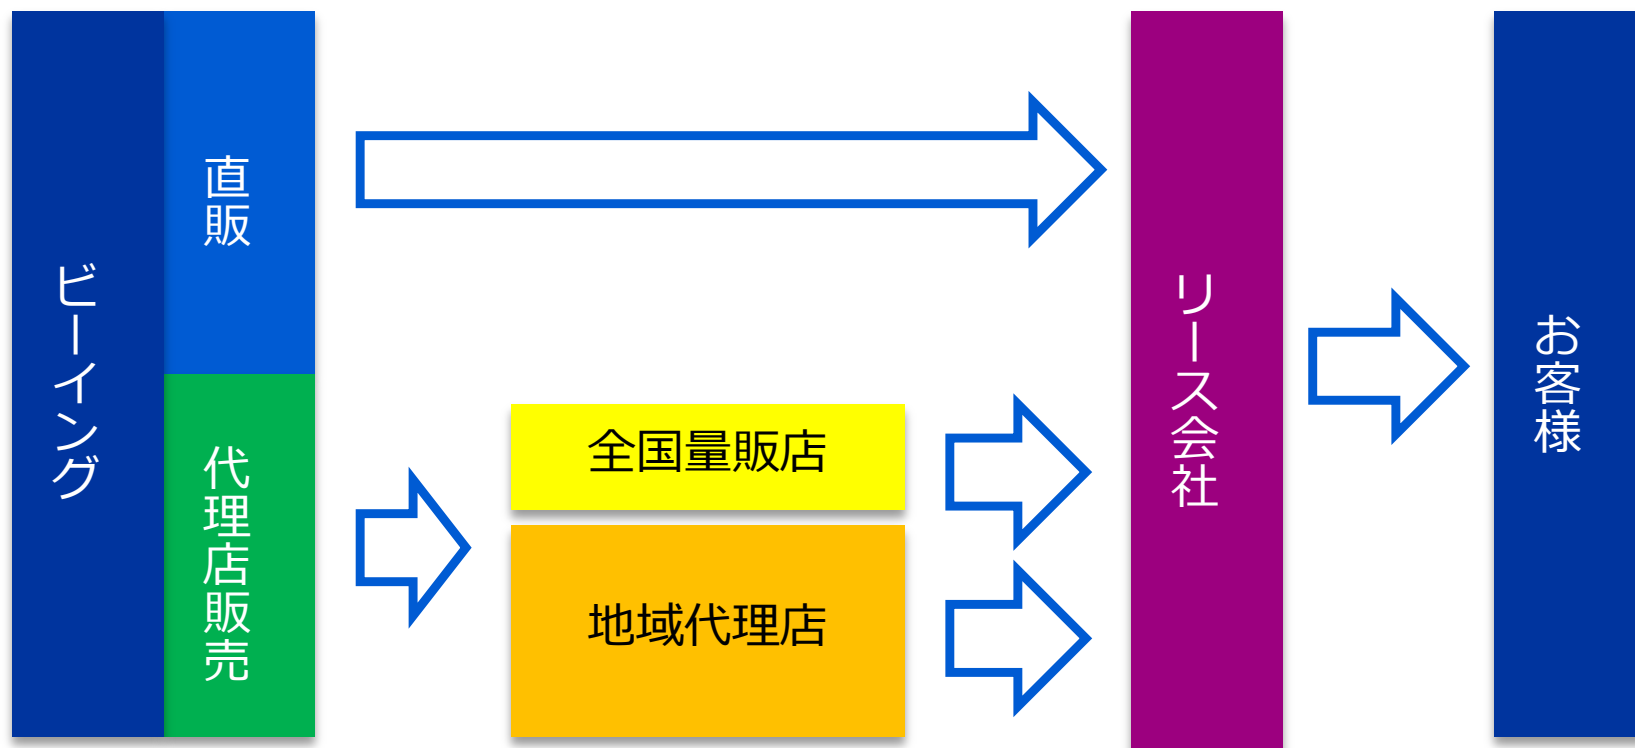 ビーイング
直販
代理店販売
全国量販店
地域代理店
リース会社
お客様